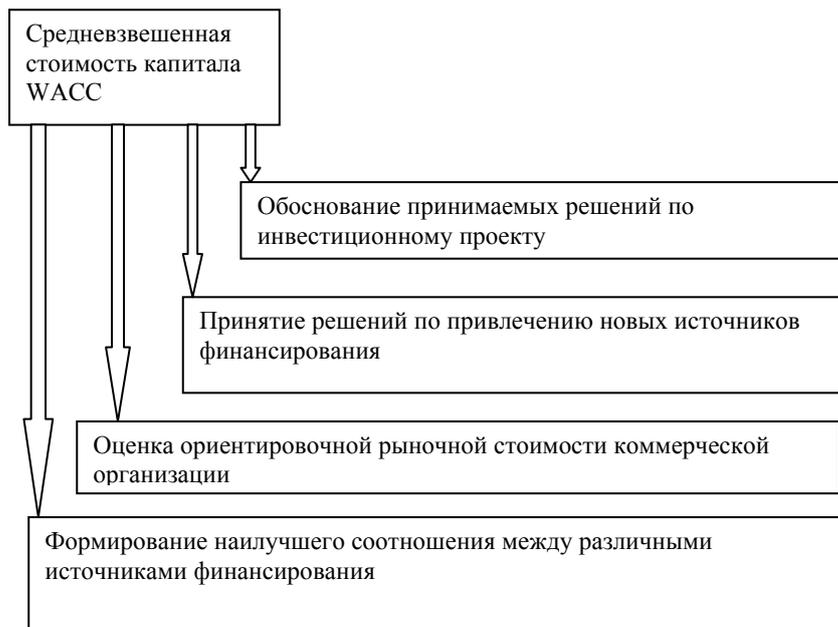 Средневзвешенная
стоимость капитала
WACC
Обоснование принимаемых решений по
инвестиционному проекту
Принятие решений по привлечению новых источников
финансирования
Оценка ориентировочной рыночной стоимости коммерческой
организации
Формирование наилучшего соотношения между различными
источниками финансирования